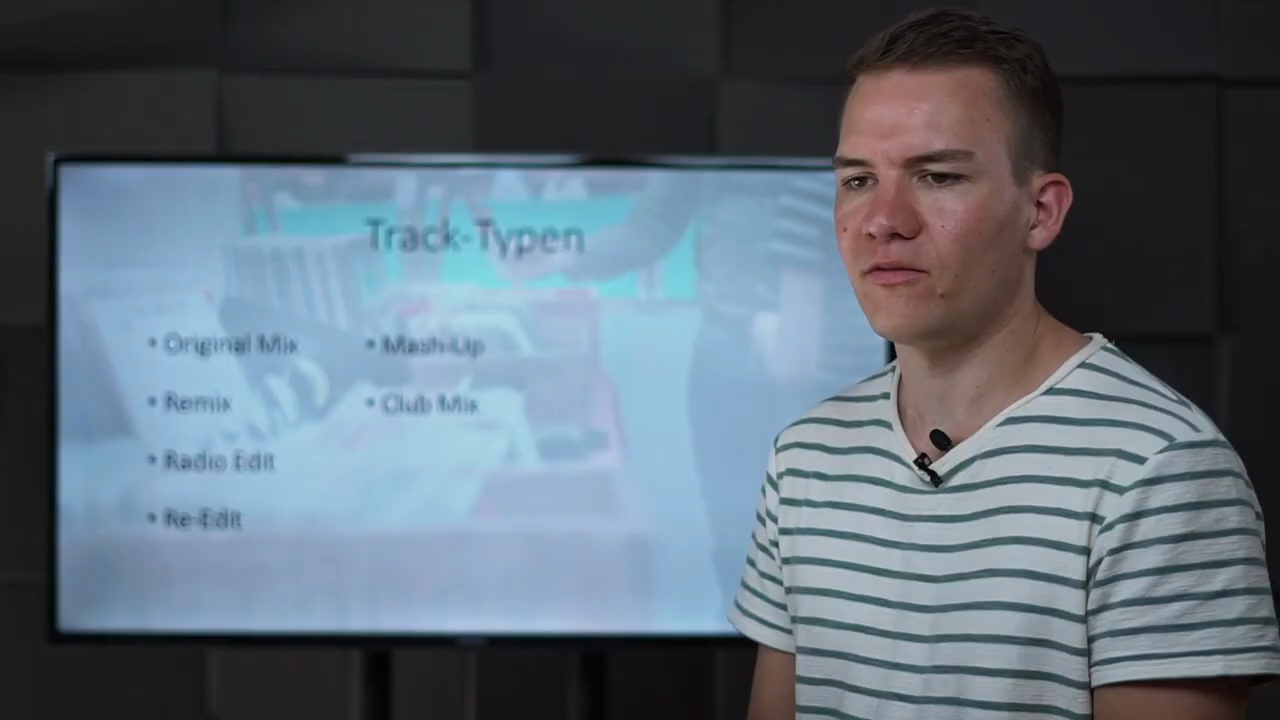 Track-Typen
• Original Mix
• Remix
• Radio Edit
• Re-Edit
• Mash-Up
• Club Mix